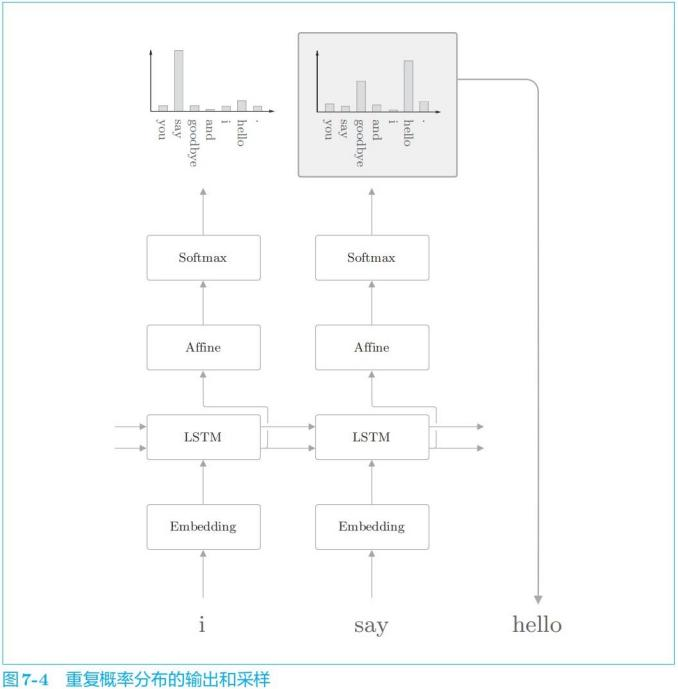 you say goodbye and i hello .
you say goodbye and i hello .
Softmax Softmax
Affine Affine
LSTM LSTM
Embedding Embedding
i say hello
图7-4 重复概率分布的输出和采样